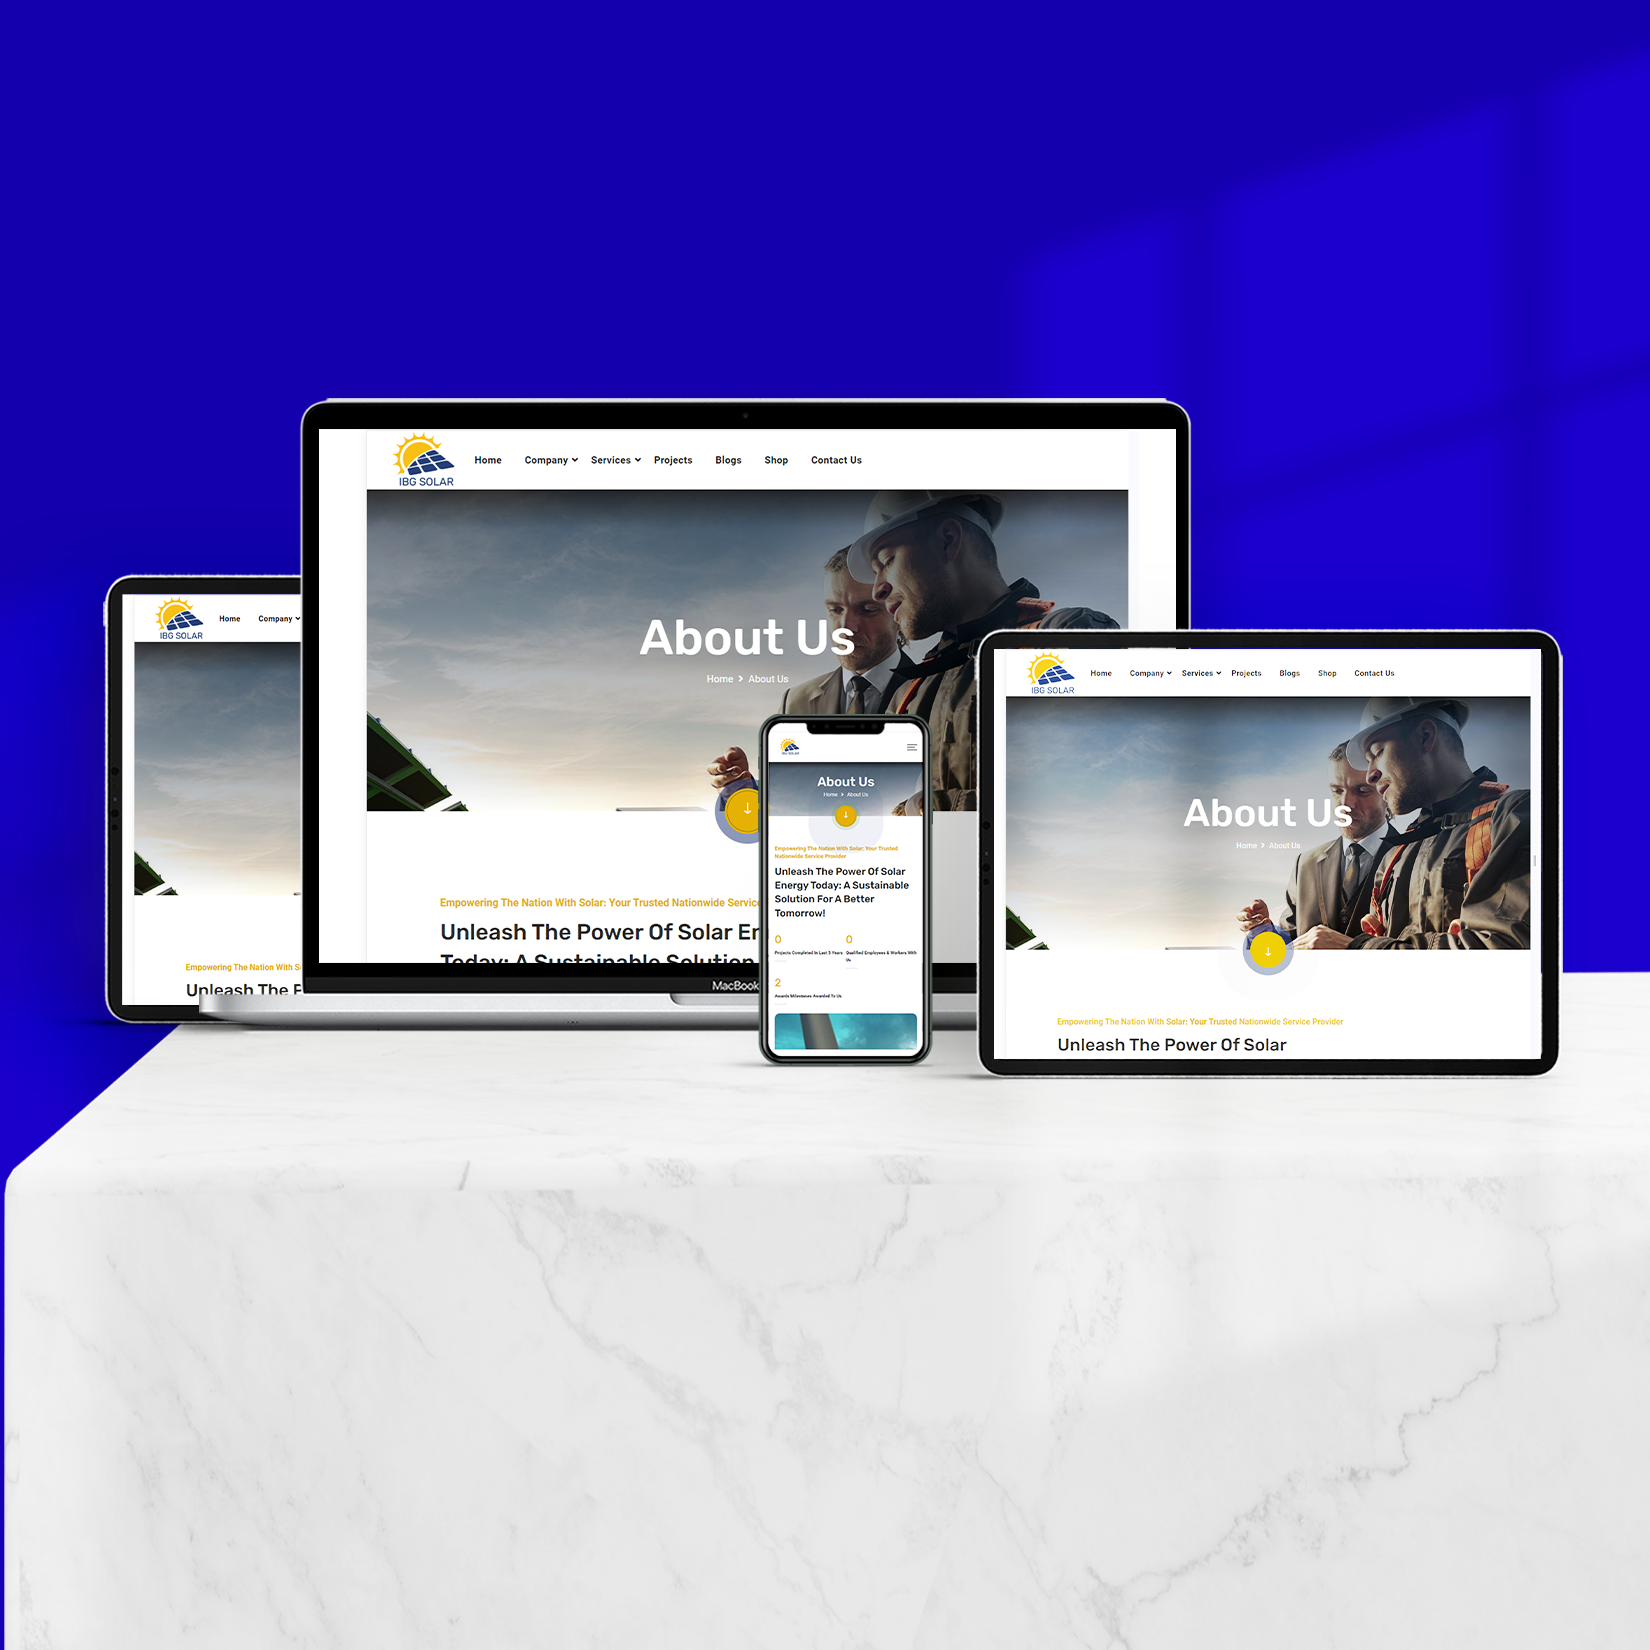 IBG SOLAR
Home Company Services Projects Blogs Shop Contact Us
About Us
Home About Us
Empowering The Nation With Solar: Your Trusted Nationwide Service
Unleash The Power Of Solar En
Today: A Sustainable Solution
MacBook
IBG SOLAR
Home Company
Empowering The Nation With S
Unleash The P
IBG SOLAR
About Us
Home About Us
Empowering The Nation With Solar: Your Trusted
Nationwide Service Provider
Unleash The Power Of Solar
Energy Today: A Sustainable
Solution For A Better
Tomorrow!
0 0
Projects Completed In Last 3 Years Qualified Employees & Workers With
Us
2
Awards Milestones Awarded To Us
IBG SOLAR
Home Company Services Projects Blogs Shop Contact Us
About Us
Home About Us
Empowering The Nation With Solar: Your Trusted Nationwide Service Provider
Unleash The Power Of Solar